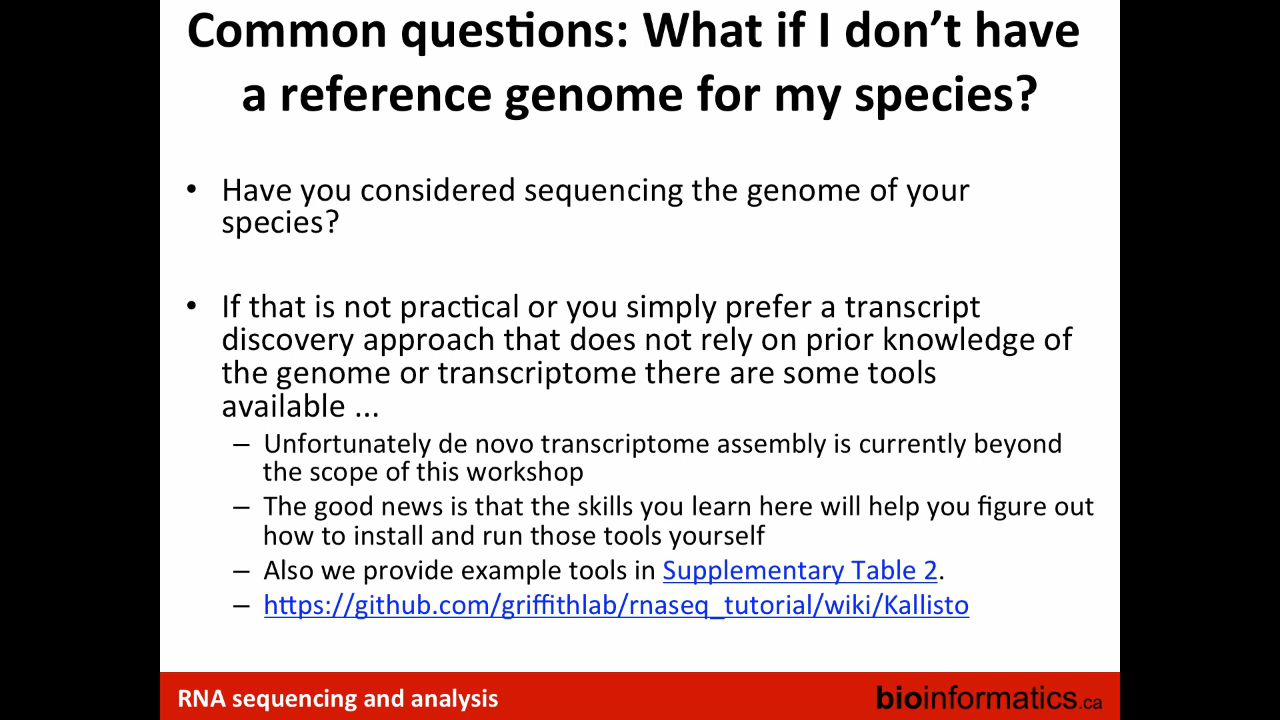 Common questions: What if I don’t have
a reference genome for my species?
• Have you considered sequencing the genome of your
species?
• If that is not practical or you simply prefer a transcript
discovery approach that does not rely on prior knowledge of
the genome or transcriptome there are some tools
available ...
– Unfortunately de novo transcriptome assembly is currently beyond
the scope of this workshop
– The good news is that the skills you learn here will help you figure out
how to install and run those tools yourself
– Also we provide example tools in Supplementary Table 2.
– https://github.com/griffithlab/rnaseq_tutorial/wiki/Kallisto
RNA sequencing and analysis
bioinformatics.ca